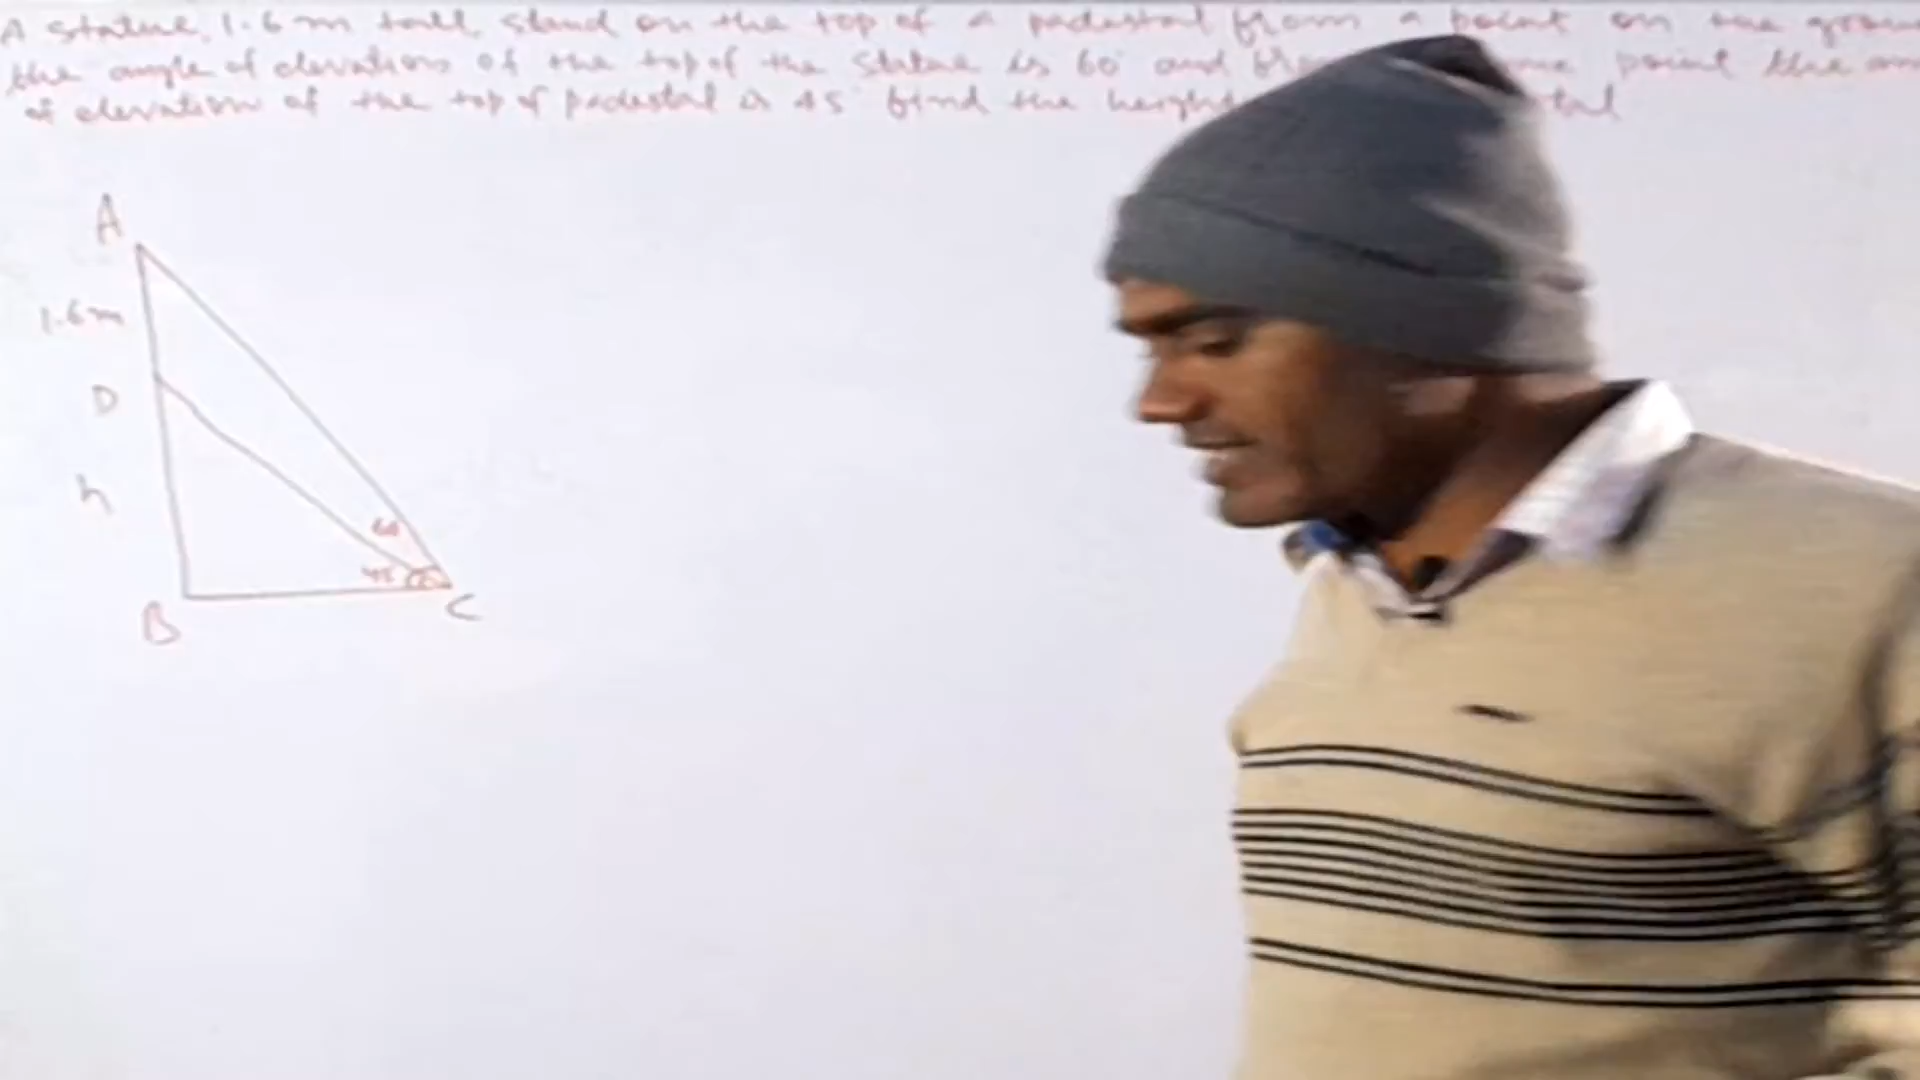 A statue, 1.6 m tall, stand on the top of a pedestal from a point on the
the angle of elevation of the top of the statue is 60° and point the
of elevation of the top of pedestal is 45° find the
A
1.6m
D
h
60
45
B
C